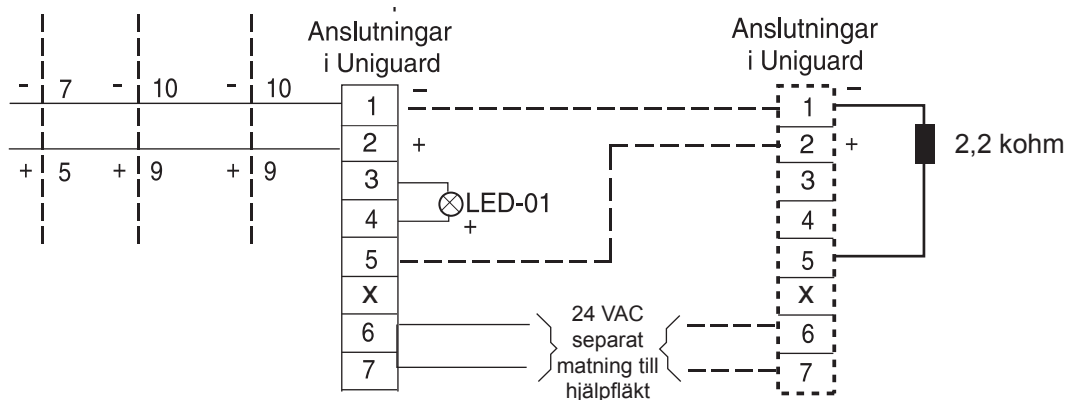 Anslutningar
i Uniguard
Anslutningar
i Uniguard
- 7 - 10 - 10
+ 5 + 9 + 9
1 -
2 +
3
4
LED-01
+
5
X
6
7
24 VAC
separat
matning till
hjälpfläkt
1 -
2 +
3
4
5
X
6
7
2,2 kohm